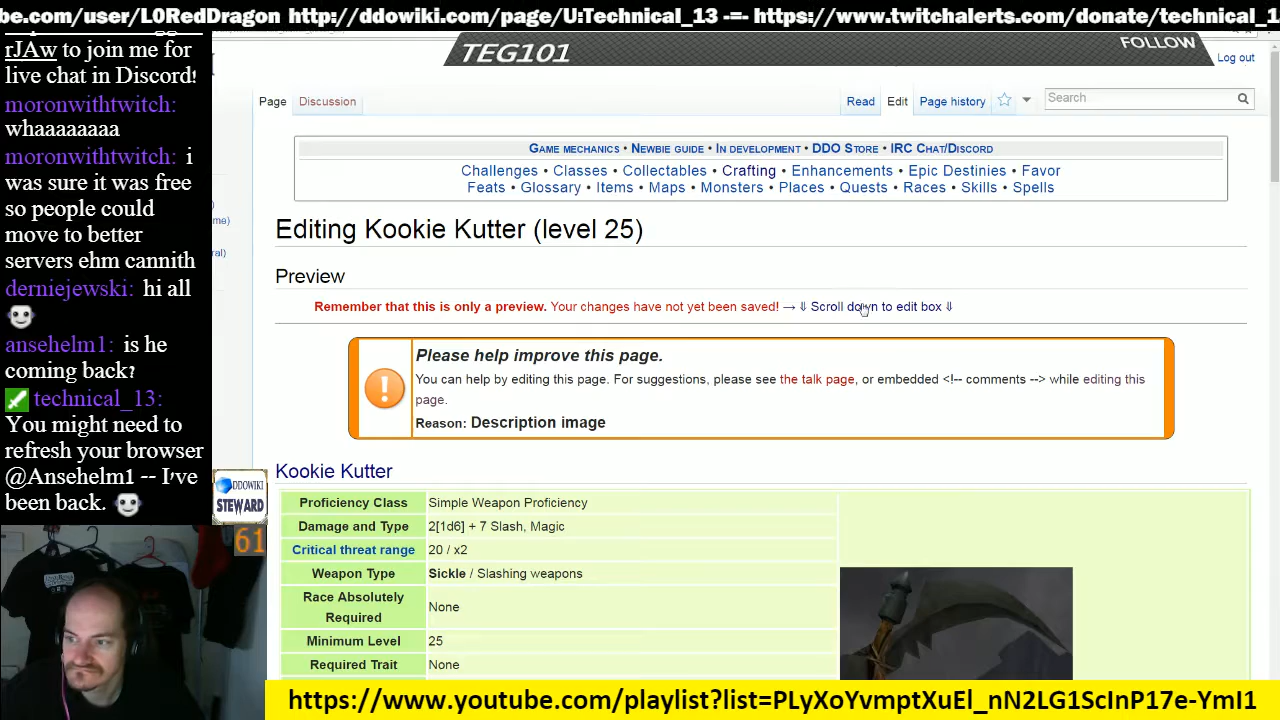 be.com/user/L0RedDragon http://ddowiki.com/page/U:Technical_13 -=- https://www.twitchalerts.com/donate/technical_1
rJAw to join me for
live chat in Discord!
moronwithtwitch:
whaaaaaaaa
moronwithtwitch: i
was sure it was free
so people could
move to better
servers ehm cannith
derniejewski: hi all
ansehelm1: is he
coming back?
technical_13:
You might need to
refresh your browser
@Ansehelm1 -- I've
been back.
me)
ral)
DDOWIKI
STEWARD
61
TEG101
FOLLOW
Log out
Page Discussion
Read Edit Page history
Search
Game mechanics • Newbie guide • In development • DDO Store • IRC Chat/Discord
Challenges • Classes • Collectables • Crafting • Enhancements • Epic Destinies • Favor
Feats • Glossary • Items • Maps • Monsters • Places • Quests • Races • Skills • Spells
Editing Kookie Kutter (level 25)
Preview
Remember that this is only a preview. Your changes have not yet been saved! → ⇓ Scroll down to edit box ⇓
Please help improve this page.
You can help by editing this page. For suggestions, please see the talk page, or embedded <!-- comments --> while editing this
page.
Reason: Description image
Kookie Kutter
Proficiency Class Simple Weapon Proficiency
Damage and Type 2[1d6] + 7 Slash, Magic
Critical threat range 20 / x2
Weapon Type Sickle / Slashing weapons
Race Absolutely
Required None
Minimum Level 25
Required Trait None
https://www.youtube.com/playlist?list=PLyXoYvmptXuEl_nN2LG1ScInP17e-YmI1